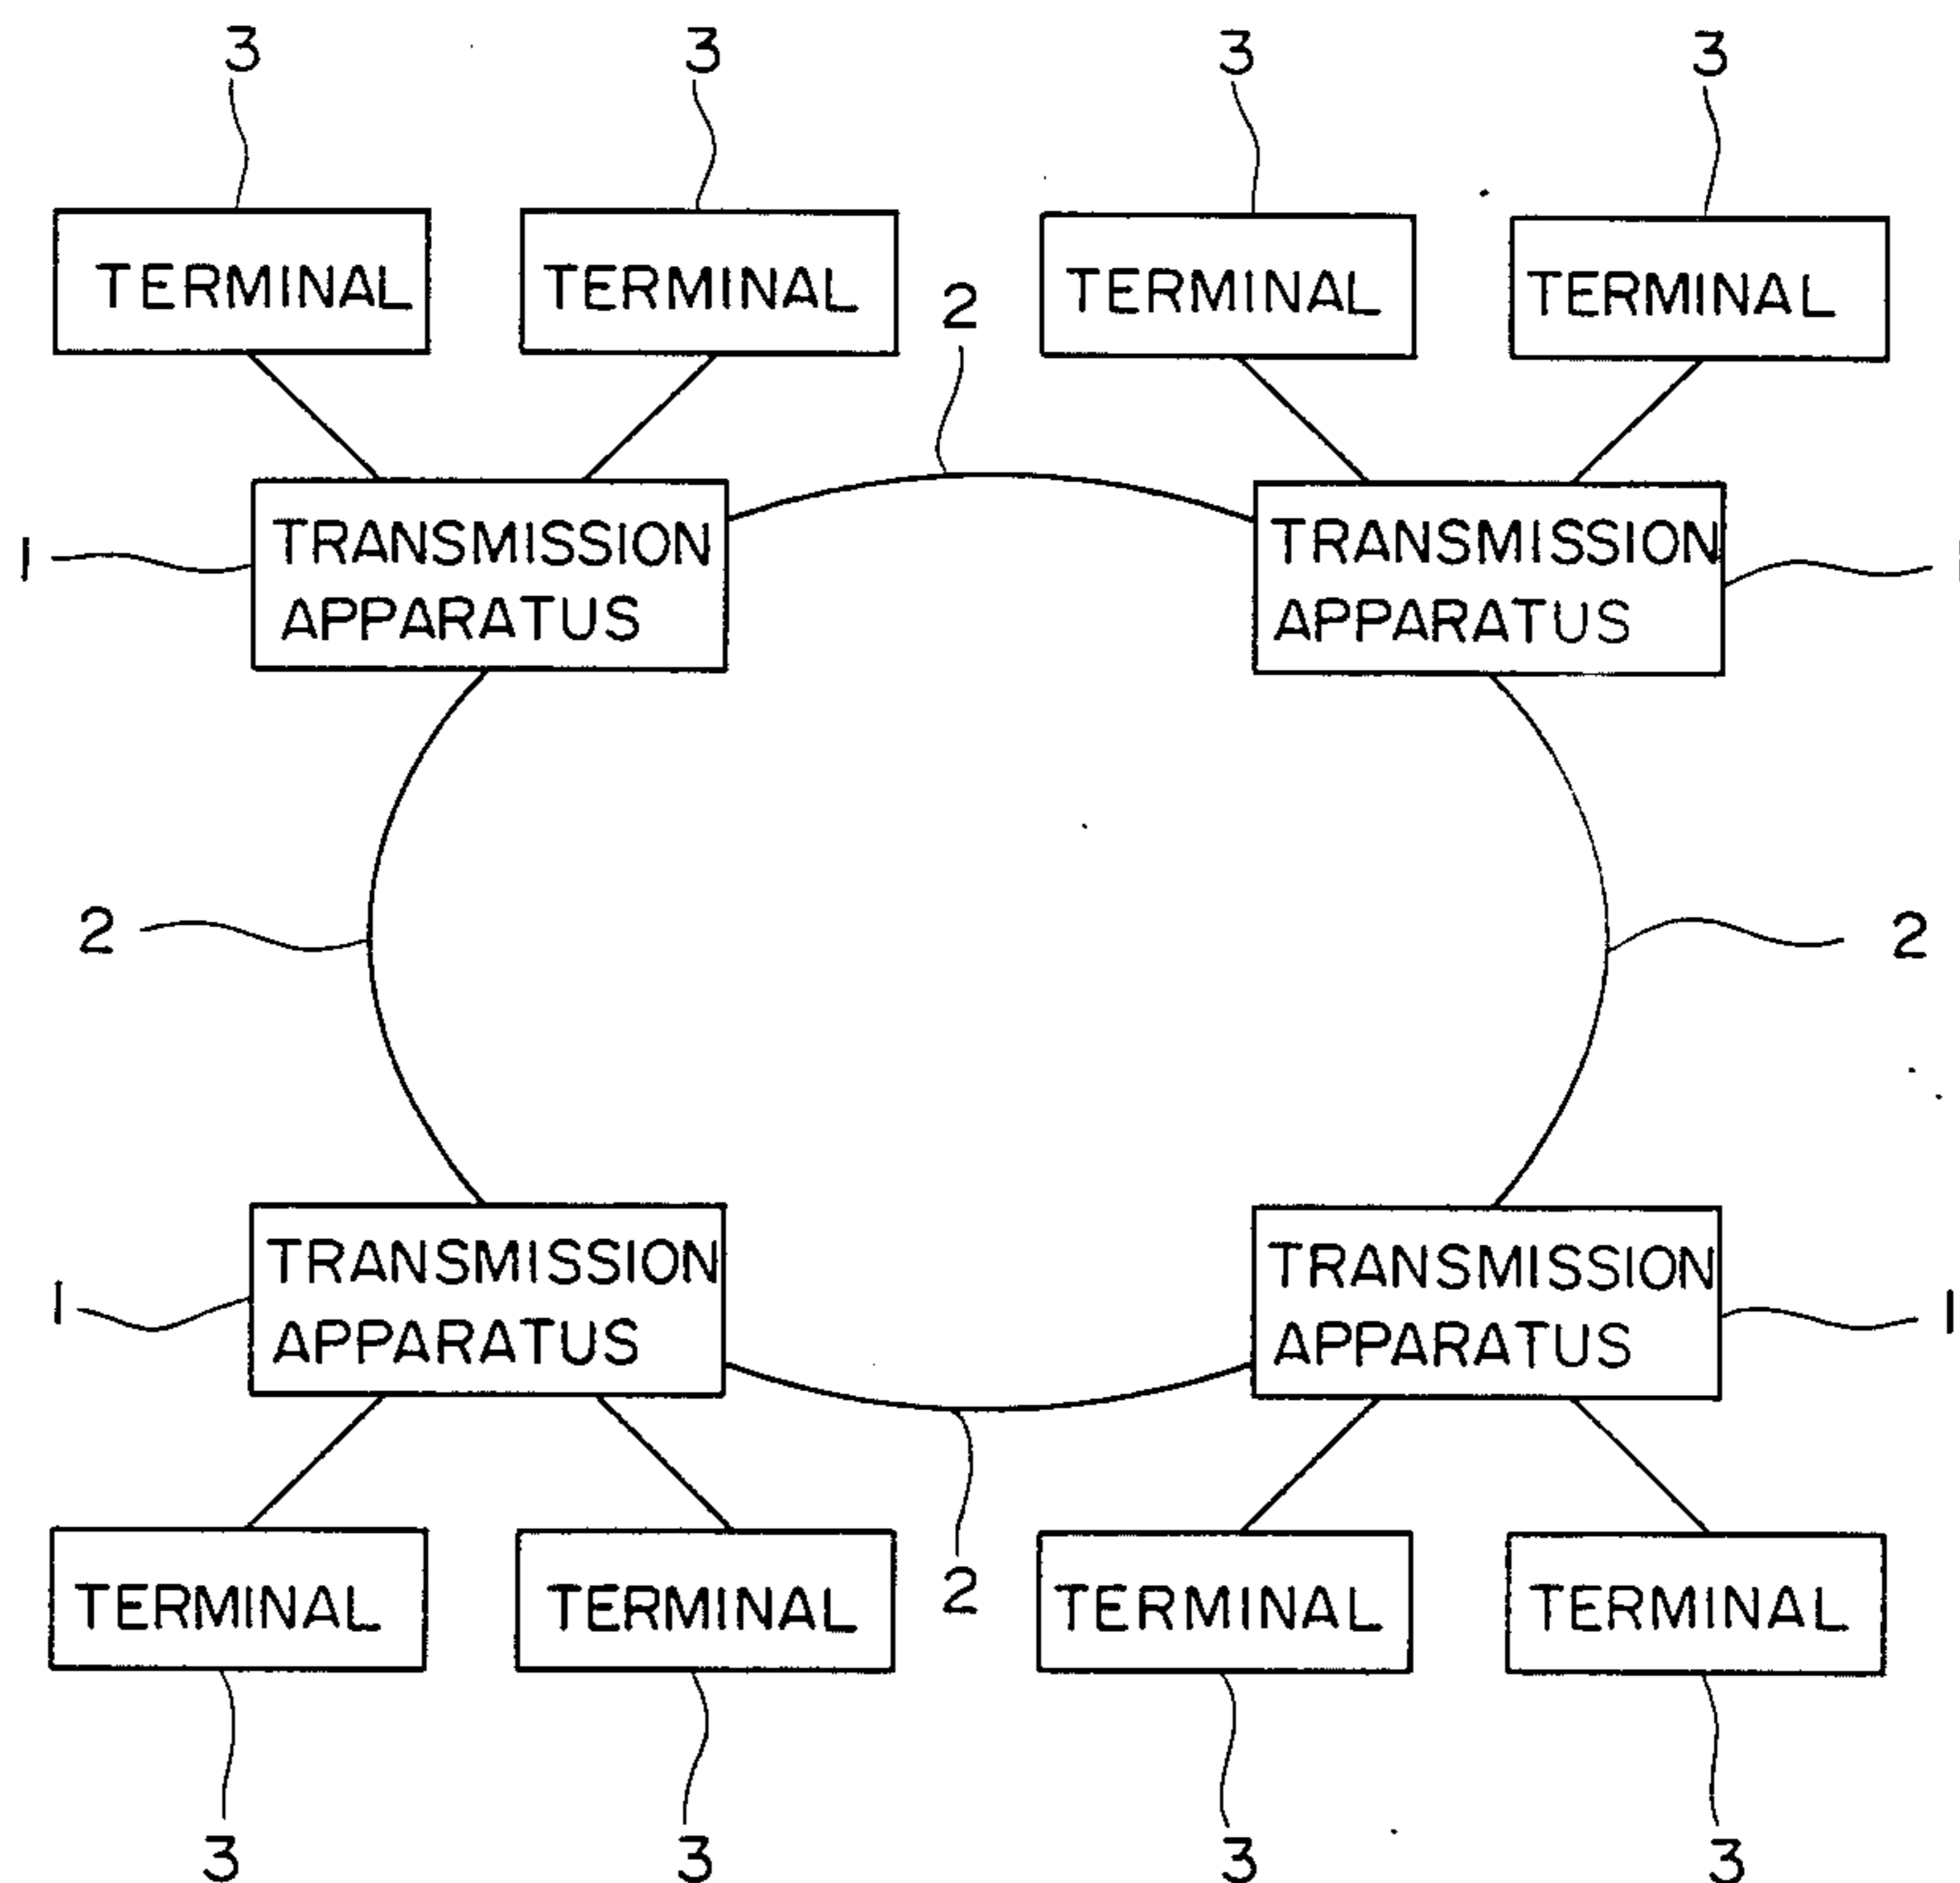 3 3 3 3
TERMINAL TERMINAL TERMINAL TERMINAL
2
1 TRANSMISSION APPARATUS
TRANSMISSION APPARATUS
2 2
1 TRANSMISSION APPARATUS
TRANSMISSION APPARATUS 1
TERMINAL TERMINAL 2 TERMINAL TERMINAL
3 3 3 3